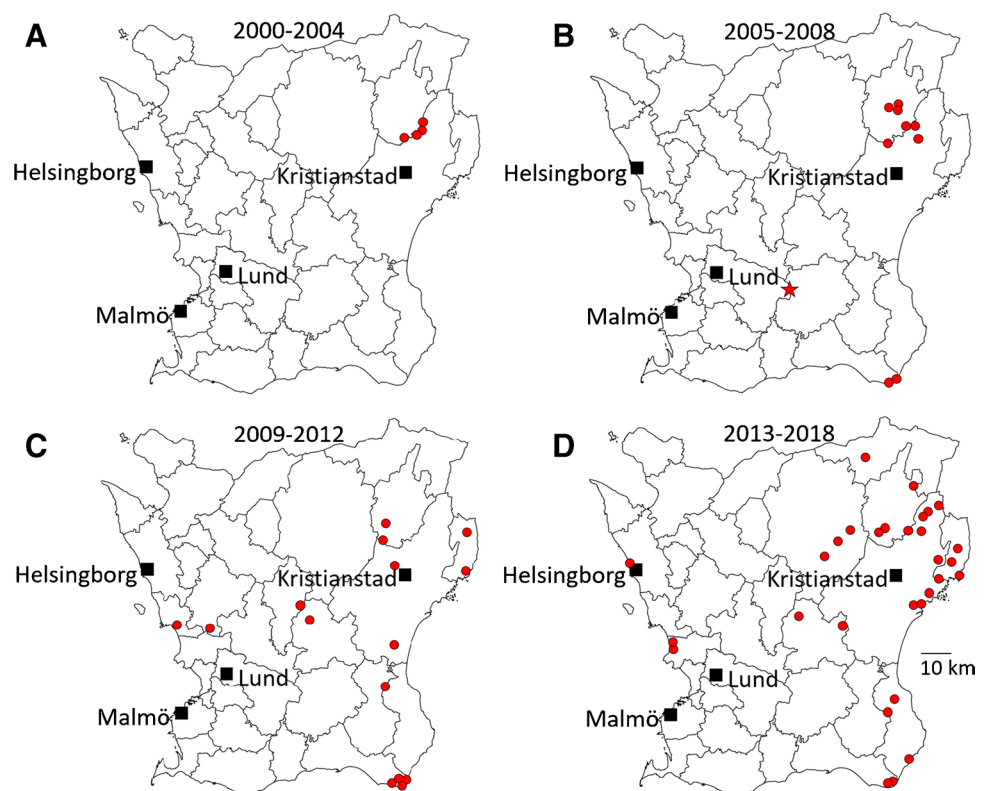 A
2000-2004
Helsingborg
Kristianstad
Lund
Malmö
B
2005-2008
Helsingborg
Kristianstad
Lund
Malmö
C
2009-2012
Helsingborg
Kristianstad
Lund
Malmö
D
2013-2018
Helsingborg
Kristianstad
10 km
Lund
Malmö